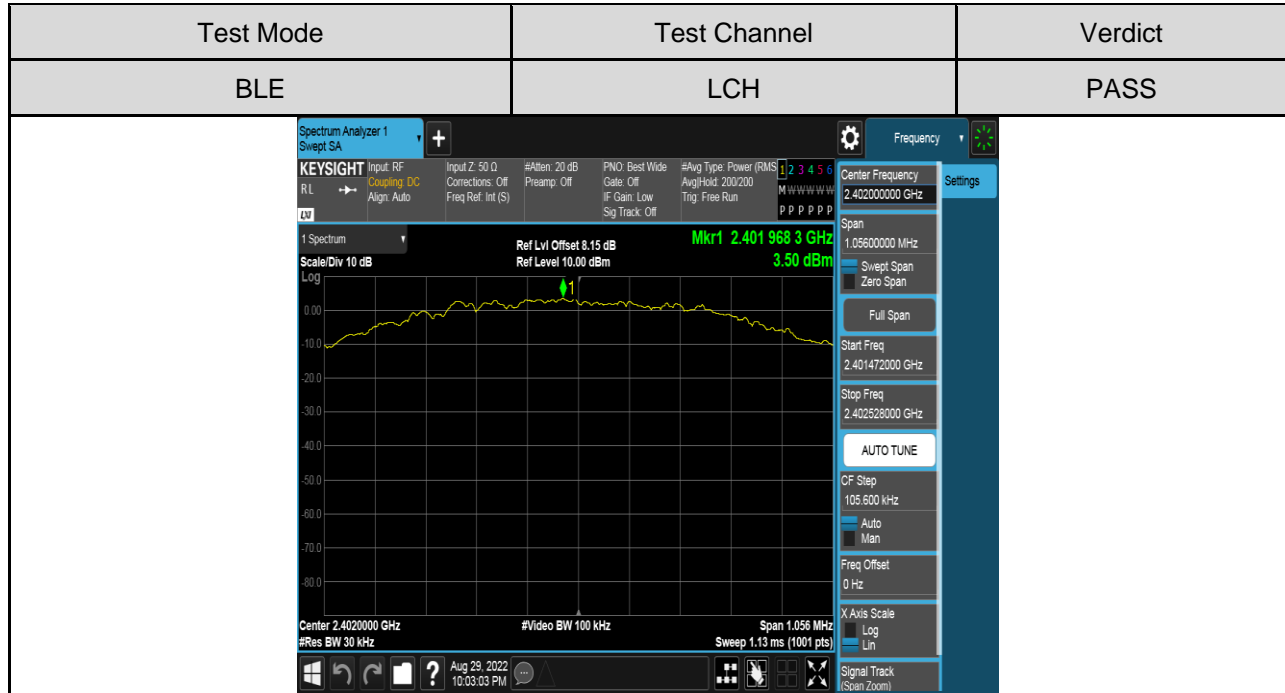 Test Mode Test Channel Verdict
BLE LCH PASS
Spectrum Analyzer 1
Swept SA
+
Frequency
KEYSIGHT Input: RF Input Z: 50 Ω #Atten: 20 dB PNO: Best Wide #Avg Type: Power (RMS 1 2 3 4 5 6
RL Coupling: DC Corrections: Off Preamp: Off Gate: Off Avg|Hold: 200/200 M W W W W W
Align: Auto Freq Ref: Int (S) IF Gain: Low Trig: Free Run
LXI Sig Track: Off P P P P P P
1 Spectrum
Scale/Div 10 dB
Ref Lvl Offset 8.15 dB
Ref Level 10.00 dBm
Mkr1 2.401 968 3 GHz
3.50 dBm
Log
1
0.00
-10.0
-20.0
-30.0
-40.0
-50.0
-60.0
-70.0
-80.0
Center 2.4020000 GHz #Video BW 100 kHz Span 1.056 MHz
#Res BW 30 kHz Sweep 1.13 ms (1001 pts)
? Aug 29, 2022
10:03:03 PM
Center Frequency
2.402000000 GHz
Settings
Span
1.05600000 MHz
Swept Span
Zero Span
Full Span
Start Freq
2.401472000 GHz
Stop Freq
2.402528000 GHz
AUTO TUNE
CF Step
105.600 kHz
Auto
Man
Freq Offset
0 Hz
X Axis Scale
Log
Lin
Signal Track
(Span Zoom)